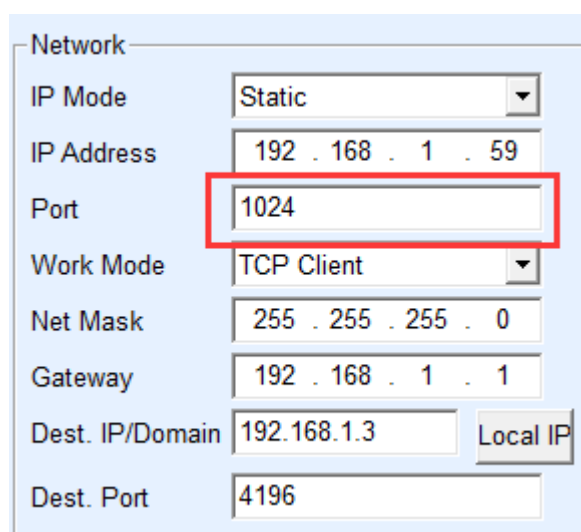 Network
IP Mode Static
IP Address 192 . 168 . 1 . 59
Port 1024
Work Mode TCP Client
Net Mask 255 . 255 . 255 . 0
Gateway 192 . 168 . 1 . 1
Dest. IP/Domain 192.168.1.3 Local IP
Dest. Port 4196